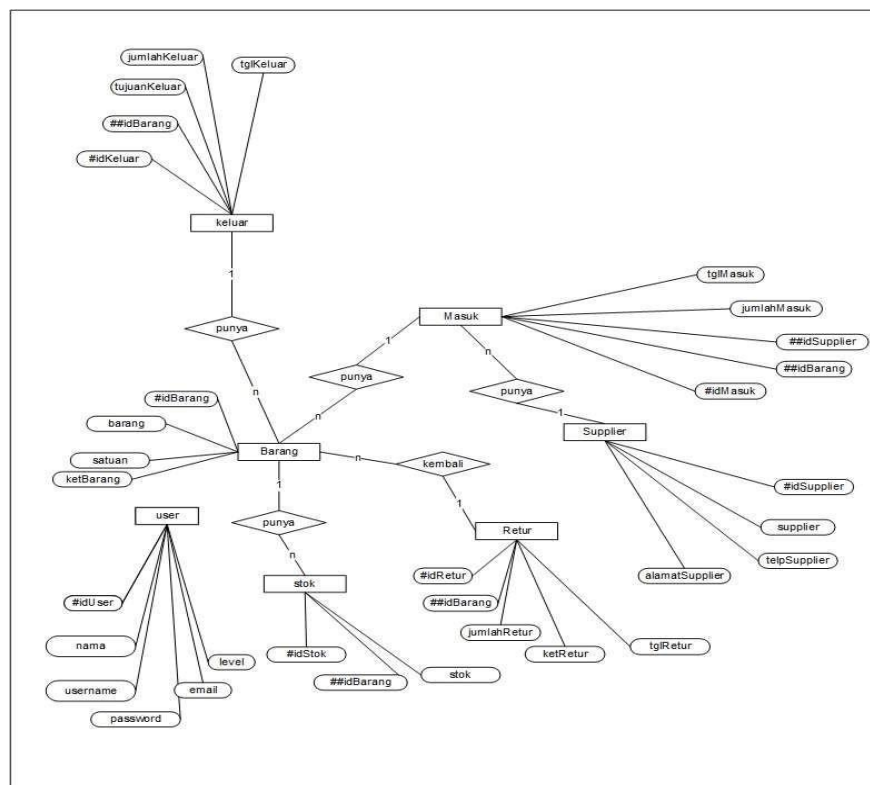 jumlahKeluar
tglKeluar
tujuanKeluar
##idBarang
#idKeluar
keluar
1
punya
n
Masuk
tglMasuk
jumlahMasuk
##idSupplier
##idBarang
#idMasuk
1
punya
n
n
punya
1
Supplier
#idSupplier
supplier
telpSupplier
alamatSupplier
#idBarang
barang
satuan
ketBarang
Barang
n
kembali
1
Retur
#idRetur
##idBarang
jumlahRetur
ketRetur
tglRetur
1
punya
n
stok
#idStok
##idBarang
stok
user
#idUser
nama
username
password
email
level